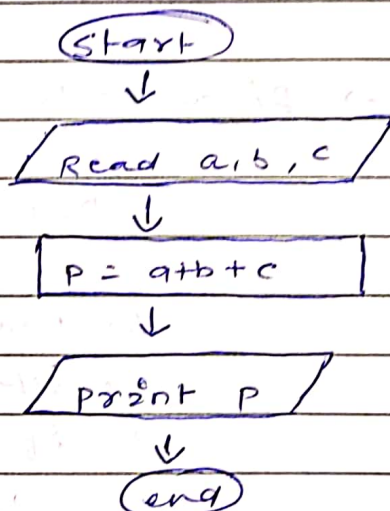 Start
Read a, b, c
P = a+b+c
print P
end